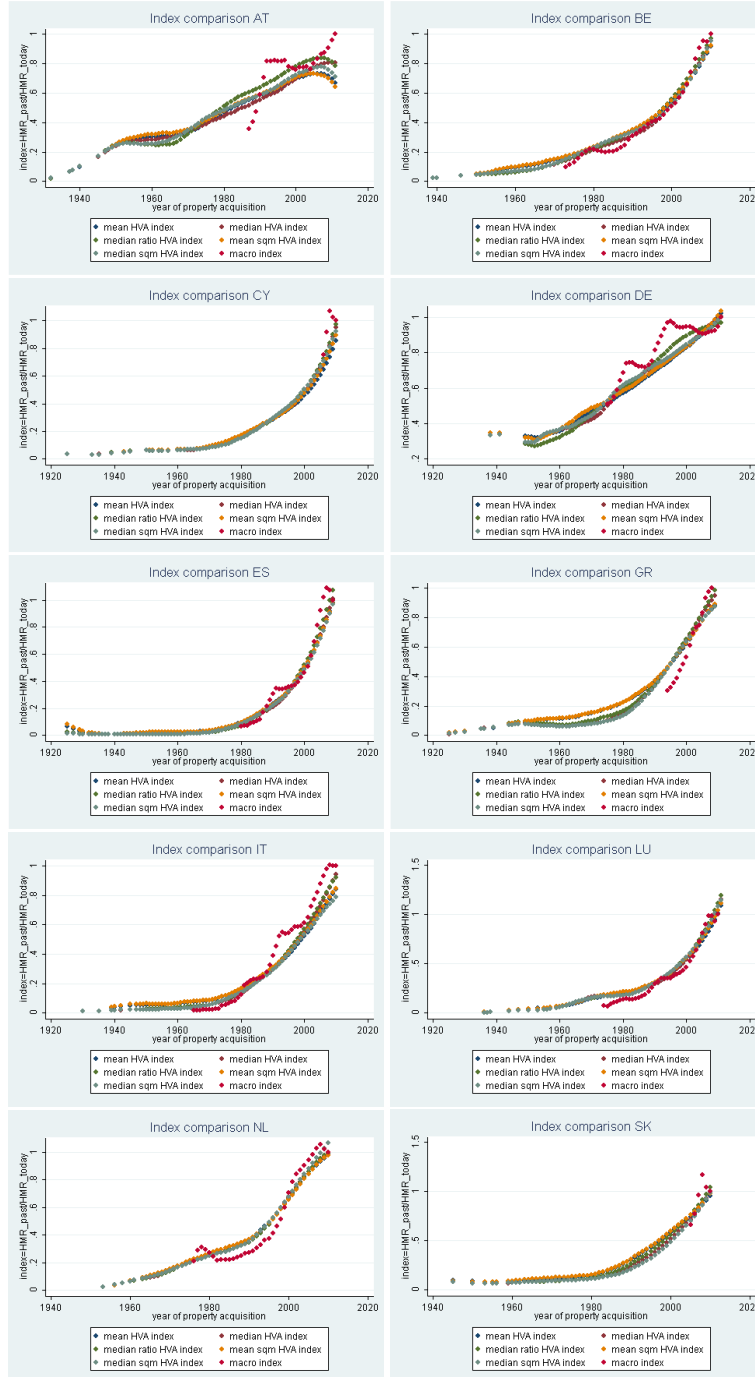 Index comparison AT
index=HMR_past/HMR_today
0 .2 .4 .6 .8 1
1940 1960 1980 2000 2020
year of property acquisition
mean HVA index median HVA index
median ratio HVA index mean sqm HVA index
median sqm HVA index macro index
Index comparison BE
index=HMR_past/HMR_today
0 .2 .4 .6 .8 1
1940 1960 1980 2000
year of property acquisition
mean HVA index median HVA index
median ratio HVA index mean sqm HVA index
median sqm HVA index macro index
Index comparison CY
index=HMR_past/HMR_today
0 .2 .4 .6 .8 1
1920 1940 1960 1980 2000 2020
year of property acquisition
mean HVA index median HVA index
median ratio HVA index mean sqm HVA index
median sqm HVA index macro index
Index comparison DE
index=HMR_past/HMR_today
.2 .4 .6 .8 1
1920 1940 1960 1980 2000
year of property acquisition
mean HVA index median HVA index
median ratio HVA index mean sqm HVA index
median sqm HVA index macro index
Index comparison ES
index=HMR_past/HMR_today
0 .2 .4 .6 .8 1
1920 1940 1960 1980 2000 2020
year of property acquisition
mean HVA index median HVA index
median ratio HVA index mean sqm HVA index
median sqm HVA index macro index
Index comparison GR
index=HMR_past/HMR_today
0 .2 .4 .6 .8 1
1920 1940 1960 1980 2000
year of property acquisition
mean HVA index median HVA index
median ratio HVA index mean sqm HVA index
median sqm HVA index macro index
Index comparison IT
index=HMR_past/HMR_today
0 .2 .4 .6 .8 1
1920 1940 1960 1980 2000 2020
year of property acquisition
mean HVA index median HVA index
median ratio HVA index mean sqm HVA index
median sqm HVA index macro index
Index comparison LU
index=HMR_past/HMR_today
0 .5 1 1.5
1920 1940 1960 1980 2000
year of property acquisition
mean HVA index median HVA index
median ratio HVA index mean sqm HVA index
median sqm HVA index macro index
Index comparison NL
index=HMR_past/HMR_today
0 .2 .4 .6 .8 1
1940 1960 1980 2000 2020
year of property acquisition
mean HVA index median HVA index
median ratio HVA index mean sqm HVA index
median sqm HVA index macro index
Index comparison SK
index=HMR_past/HMR_today
0 .5 1 1.5
1940 1960 1980 2000
year of property acquisition
mean HVA index median HVA index
median ratio HVA index mean sqm HVA index
median sqm HVA index macro index